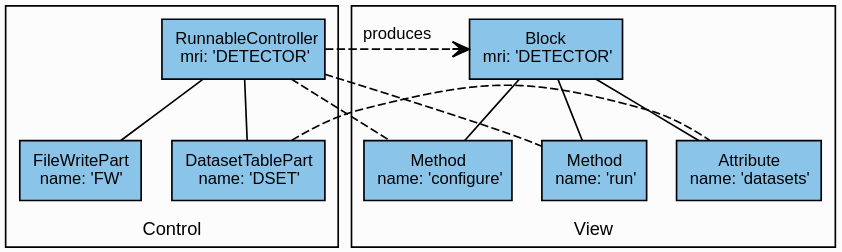 RunnableController
mri: 'DETECTOR'
produces
Block
mri: 'DETECTOR'
FileWritePart
name: 'FW'
DatasetTablePart
name: 'DSET'
Method
name: 'configure'
Method
name: 'run'
Attribute
name: 'datasets'
Control
View